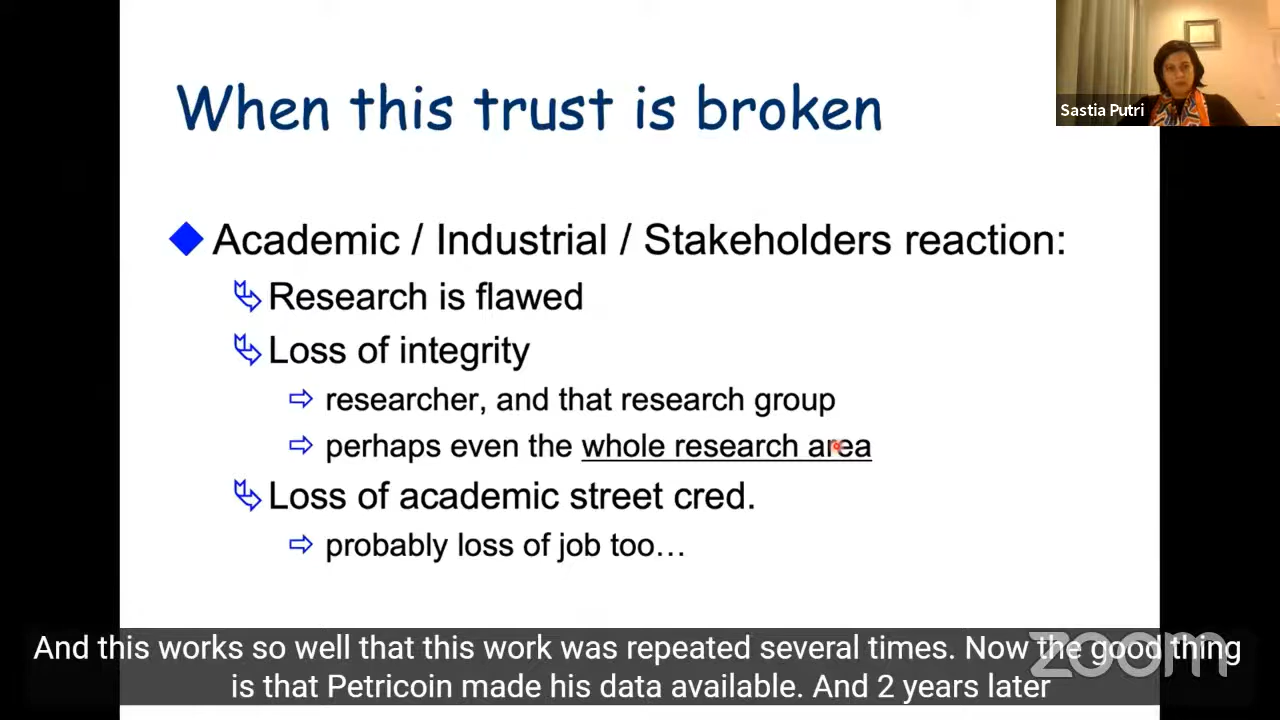 When this trust is broken
Sastia Putri
Academic / Industrial / Stakeholders reaction:
Research is flawed
Loss of integrity
researcher, and that research group
perhaps even the whole research area
Loss of academic street cred.
probably loss of job too…
And this works so well that this work was repeated several times. Now the good thing
is that Petricoin made his data available. And 2 years later
zoom